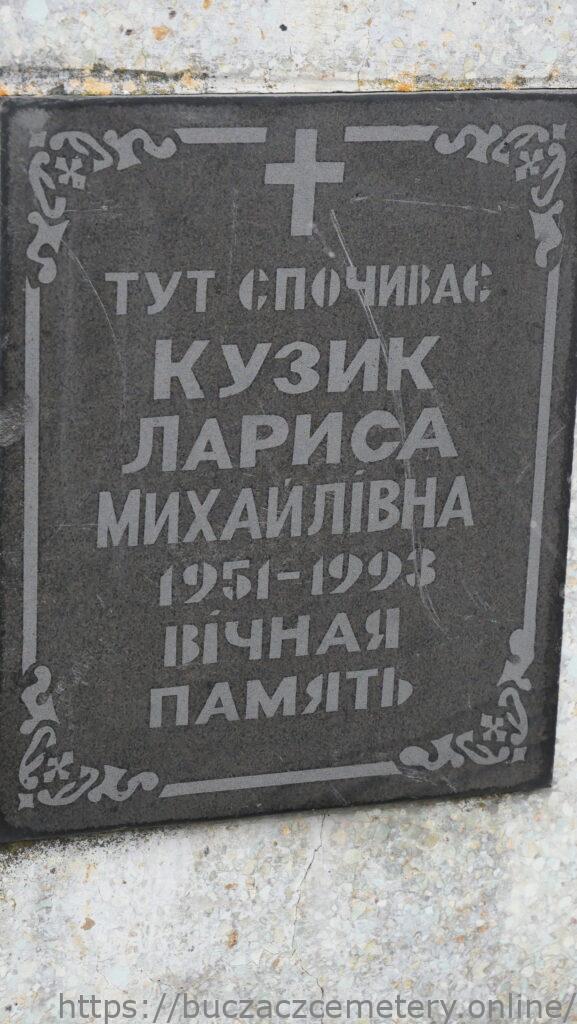 ТУТ СПОЧИВАЄ
КУЗИК
ЛАРИСА
МИХАЙЛІВНА
1951-1993
ВІЧНАЯ
ПАМЯТЬ
https://buczaczcemetery.online/